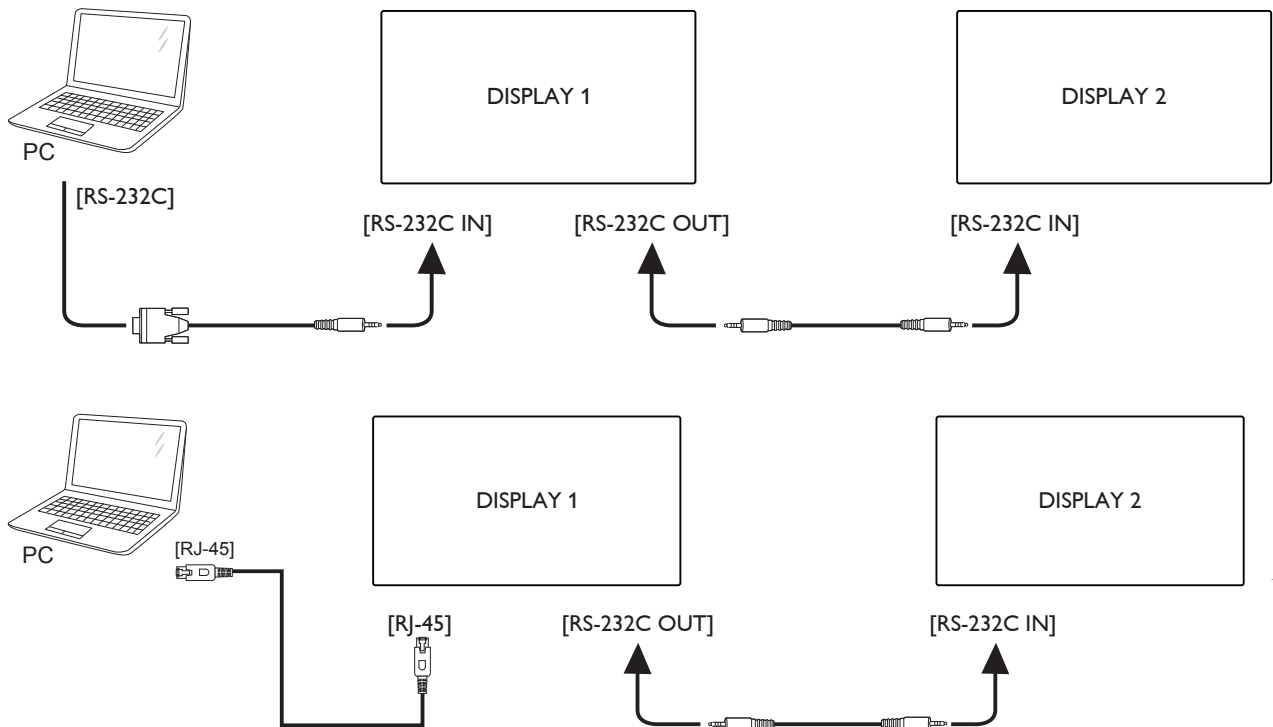 DISPLAY 1
DISPLAY 2
PC
[RS-232C]
[RS-232C IN]
[RS-232C OUT]
[RS-232C IN]
DISPLAY 1
DISPLAY 2
PC
[RJ-45]
[RJ-45]
[RS-232C OUT]
[RS-232C IN]